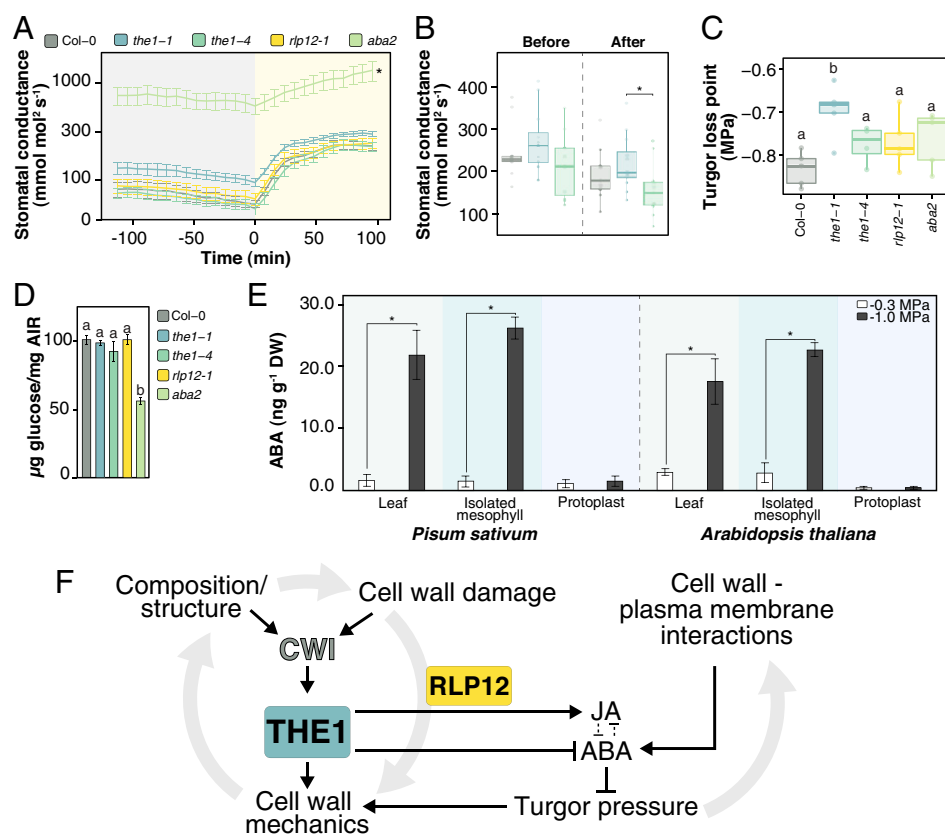 A
Col-0 the1-1 the1-4 rlp12-1 aba2
Stomatal conductance
(mmol mol² s⁻¹)
1000
300
100
0
*
-100 -50 0 50 100
Time (min)
B
Before After
Stomatal conductance
(mmol mol² s⁻¹)
400
300
200
100
*
C
Turgor loss point
(MPa)
−0.6
−0.7
−0.8
a b a a a
Col-0 the1-1 the1-4 rlp12-1 aba2
D
µg glucose/mg AIR
100
50
0
a a a a b
Col-0
the1-1
the1-4
rlp12-1
aba2
E
ABA (ng g⁻¹ DW)
30.0
20.0
10.0
0.0
* * * *
-0.3 MPa
-1.0 MPa
Leaf Isolated mesophyll Protoplast Leaf Isolated mesophyll Protoplast
Pisum sativum Arabidopsis thaliana
F
Composition/
structure
Cell wall damage
Cell wall -
plasma membrane
interactions
CWI
RLP12
THE1
JA
ABA
Cell wall
mechanics
Turgor pressure